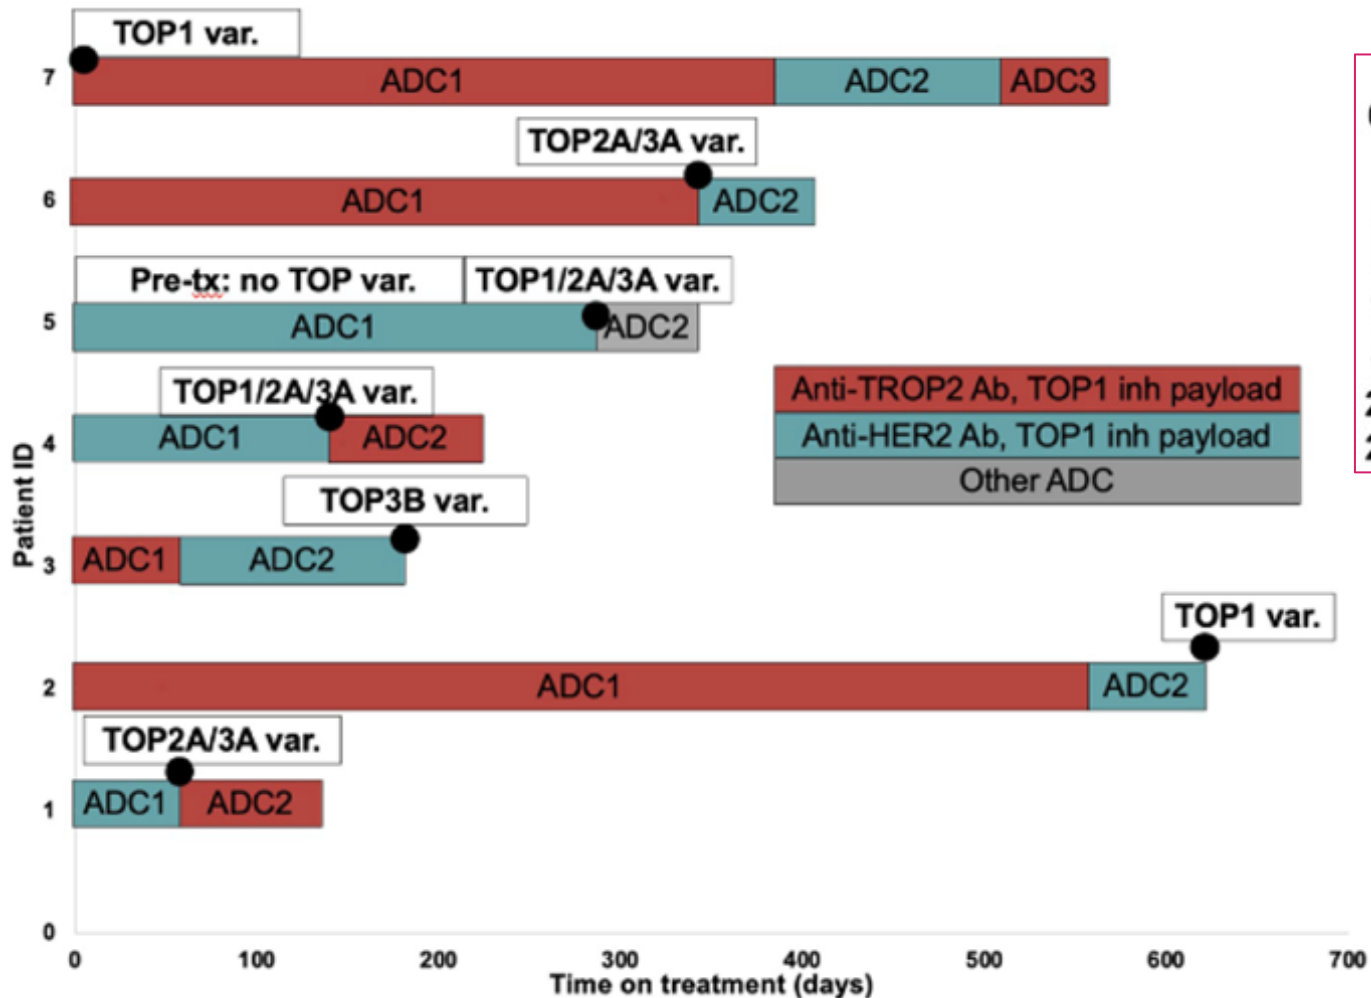 TOP1 var.
7
ADC1
ADC2
ADC3
TOP2A/3A var.
6
ADC1
ADC2
Pre-tx: no TOP var.
TOP1/2A/3A var.
5
ADC1
ADC2
TOP1/2A/3A var.
4
ADC1
ADC2
Anti-TROP2 Ab, TOP1 inh payload
Anti-HER2 Ab, TOP1 inh payload
Other ADC
TOP3B var.
3
ADC1
ADC2
TOP1 var.
2
ADC1
ADC2
TOP2A/3A var.
1
ADC1
ADC2
0
Patient ID
0 100 200 300 400 500 600 700
Time on treatment (days)